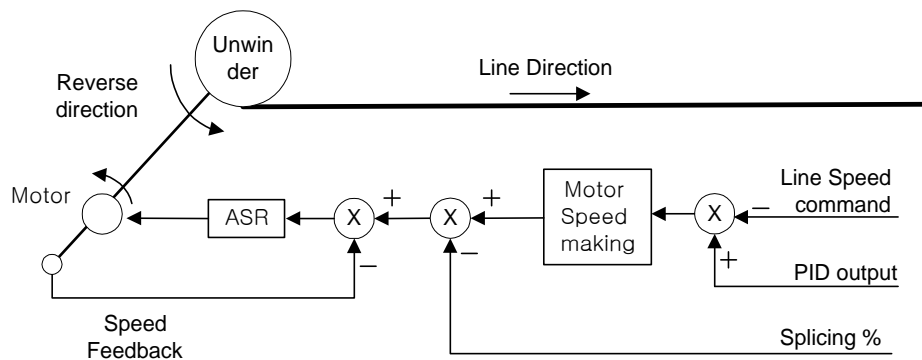 Unwin
der
Line Direction
Reverse
direction
Motor
ASR
X
+
X
+
Motor
Speed
making
X
−
Line Speed
command
−
−
+
PID output
Speed
Feedback
Splicing %